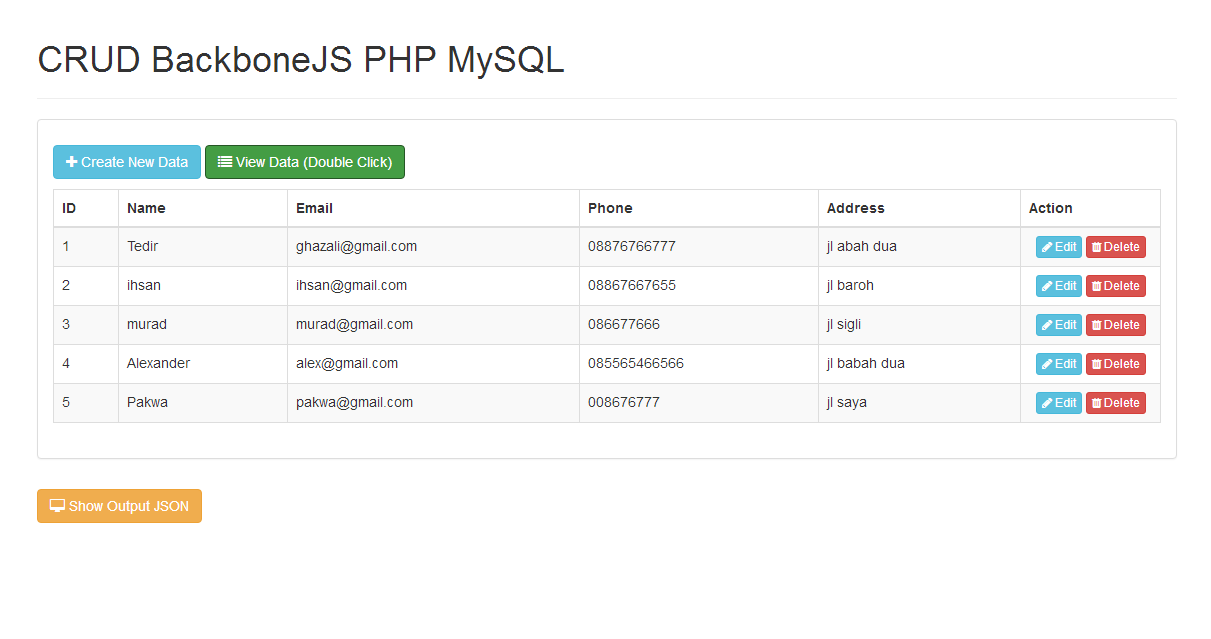 CRUD BackboneJS PHP MySQL
Create New Data View Data (Double Click)
ID Name Email Phone Address Action
1 Tedir ghazali@gmail.com 08876766777 jl abah dua Edit Delete
2 ihsan ihsan@gmail.com 08867667655 jl baroh Edit Delete
3 murad murad@gmail.com 086677666 jl sigli Edit Delete
4 Alexander alex@gmail.com 085565466566 jl babah dua Edit Delete
5 Pakwa pakwa@gmail.com 008676777 jl saya Edit Delete
Show Output JSON